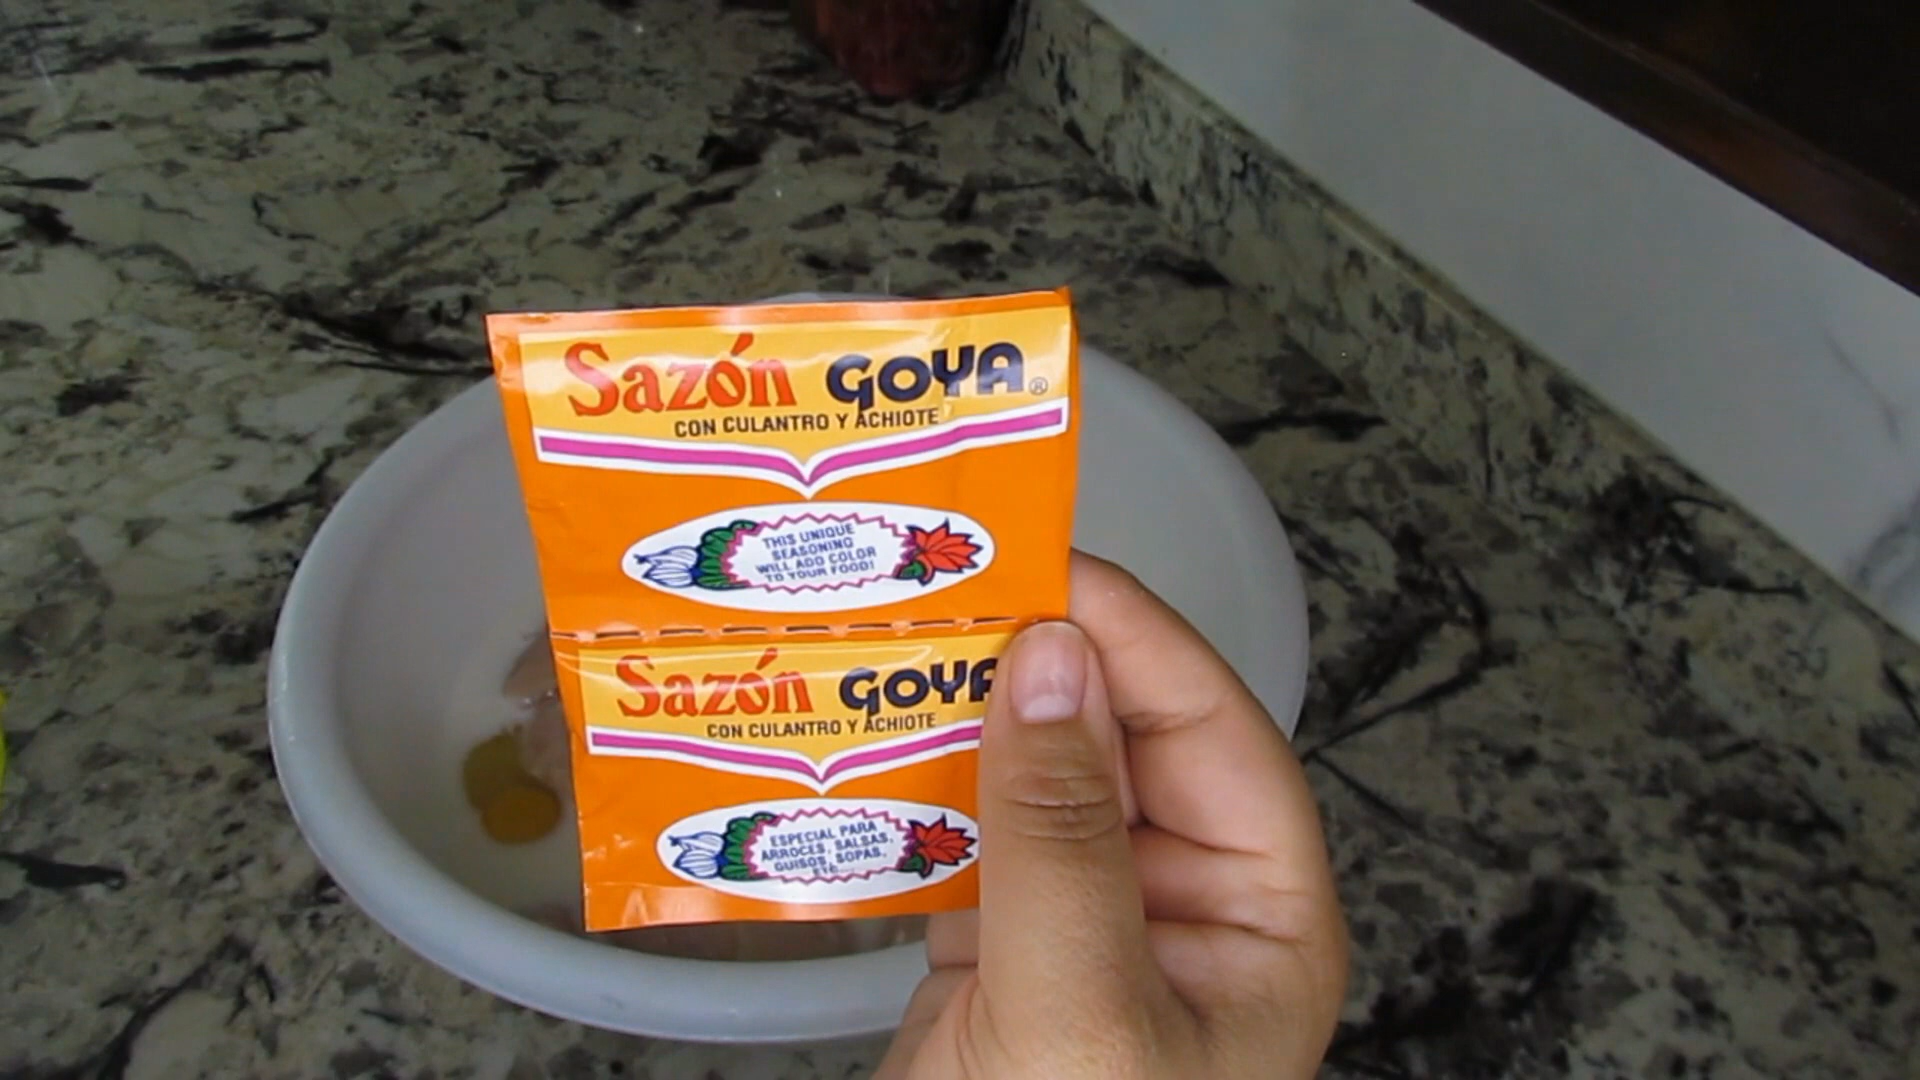 Sazón GOYA®
CON CULANTRO Y ACHIOTE
THIS UNIQUE
SEASONING
WILL ADD COLOR
TO YOUR FOOD!
Sazón GOYA
CON CULANTRO Y ACHIOTE
ESPECIAL PARA
ARROCES, SALSAS,
GUISOS, SOPAS,
ETC.